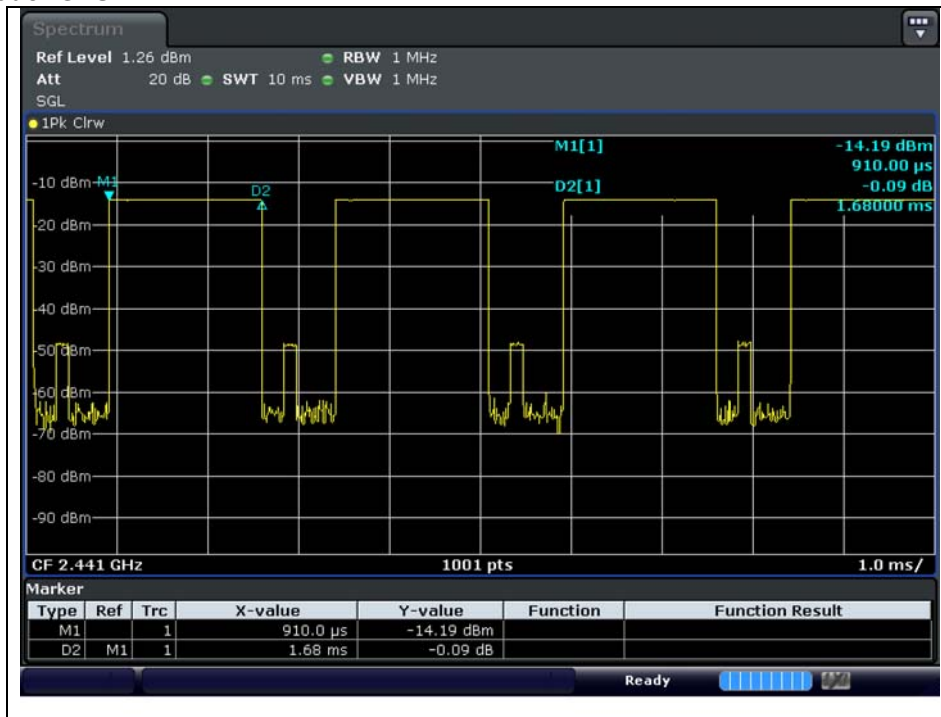 Spectrum
Ref Level 1.26 dBm RBW 1 MHz
Att 20 dB SWT 10 ms VBW 1 MHz
SGL
1Pk Clrw
M1[1] -14.19 dBm
910.00 µs
D2[1] -0.09 dB
1.68000 ms
M1
D2
-10 dBm
-20 dBm
-30 dBm
-40 dBm
-50 dBm
-60 dBm
-70 dBm
-80 dBm
-90 dBm
CF 2.441 GHz 1001 pts 1.0 ms/
Marker
Type Ref Trc X-value Y-value Function Function Result
M1 1 910.0 µs -14.19 dBm
D2 M1 1 1.68 ms -0.09 dB
Ready